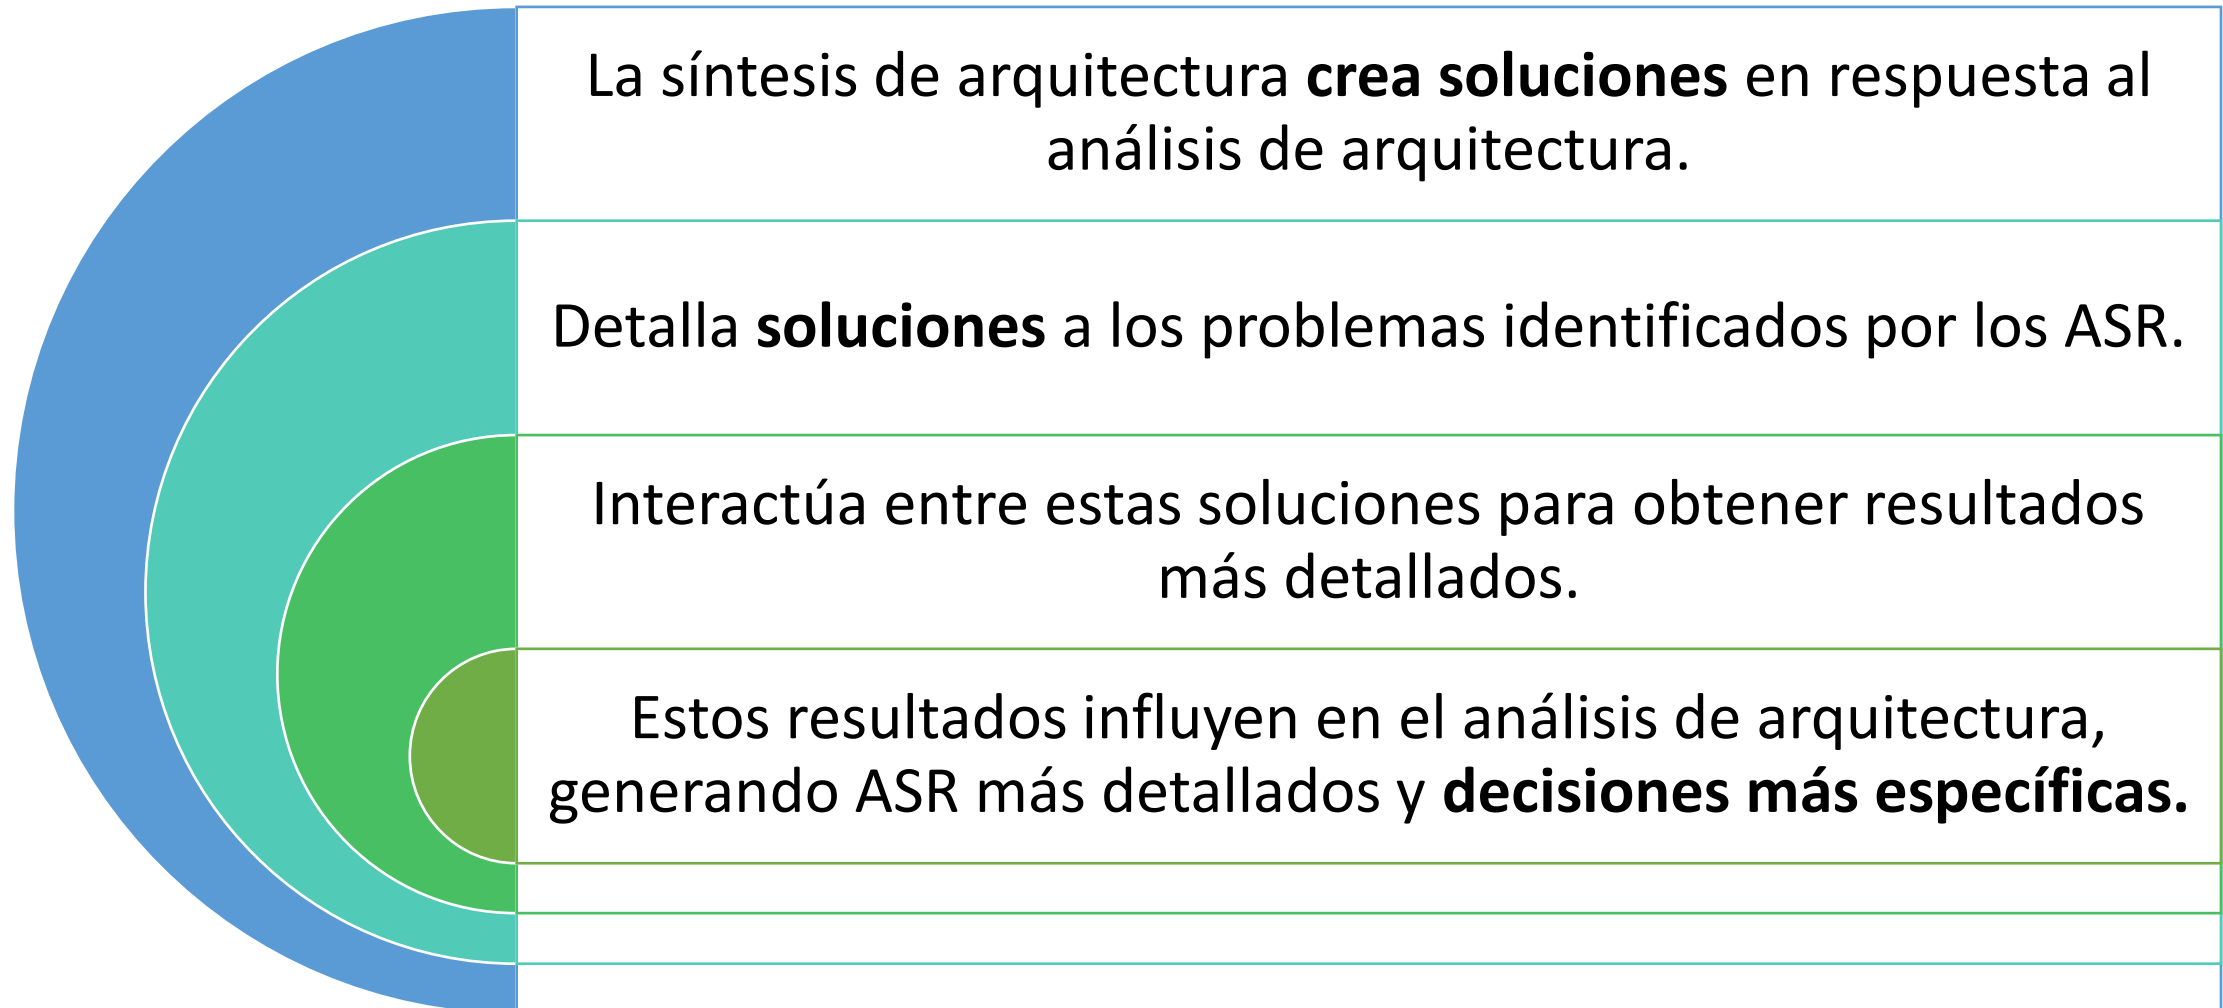 La síntesis de arquitectura crea soluciones en respuesta al
análisis de arquitectura.
Detalla soluciones a los problemas identificados por los ASR.
Interactúa entre estas soluciones para obtener resultados
más detallados.
Estos resultados influyen en el análisis de arquitectura,
generando ASR más detallados y decisiones más específicas.